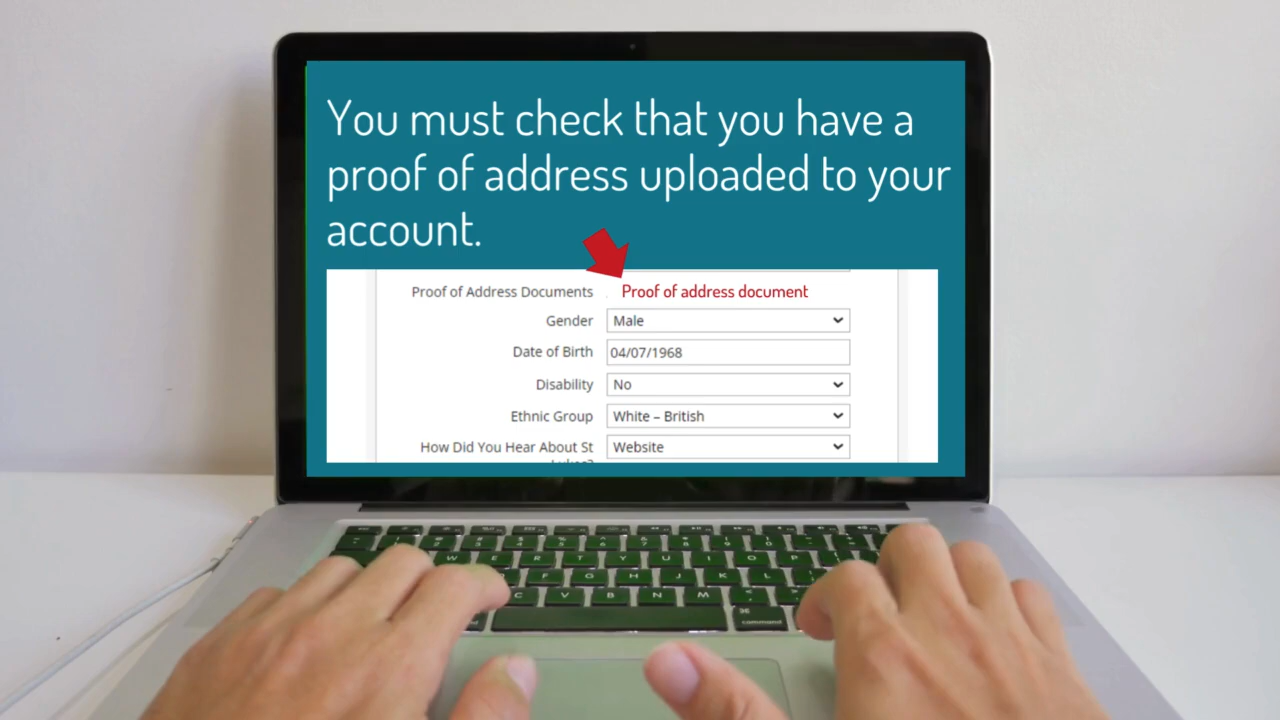 You must check that you have a
proof of address uploaded to your
account.
Proof of Address Documents Proof of address document
Gender Male
Date of Birth 04/07/1968
Disability No
Ethnic Group White – British
How Did You Hear About St Website
W E R T Y U
F G H J K L
C V B N M
command